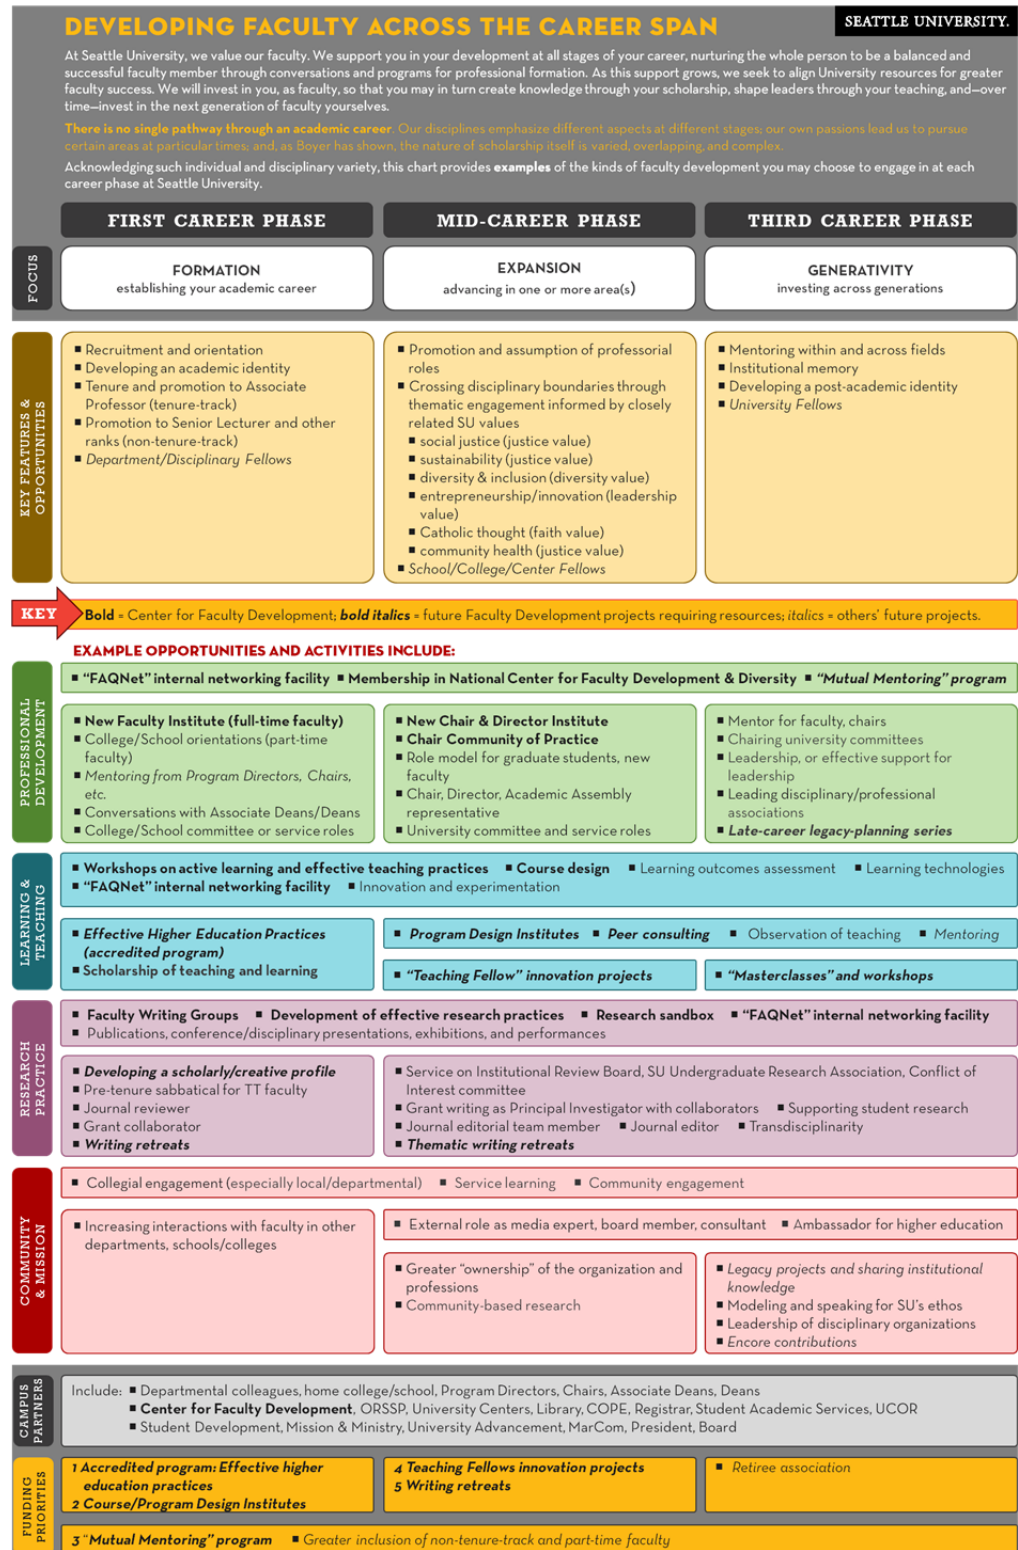 DEVELOPING FACULTY ACROSS THE CAREER SPAN
SEATTLE UNIVERSITY.
At Seattle University, we value our faculty. We support you in your development at all stages of your career, nurturing the whole person to be a balanced and
successful faculty member through conversations and programs for professional formation. As this support grows, we seek to align University resources for greater
faculty success. We will invest in you, as faculty, so that you may in turn create knowledge through your scholarship, shape leaders through your teaching, and—over
time—invest in the next generation of faculty yourselves.
There is no single pathway through an academic career. Our disciplines emphasize different aspects at different stages; our own passions lead us to pursue
certain areas at particular times; and, as Boyer has shown, the nature of scholarship itself is varied, overlapping, and complex.
Acknowledging such individual and disciplinary variety, this chart provides examples of the kinds of faculty development you may choose to engage in at each
career phase at Seattle University.
FIRST CAREER PHASE
MID-CAREER PHASE
THIRD CAREER PHASE
FOCUS
FORMATION
establishing your academic career
EXPANSION
advancing in one or more area(s)
GENERATIVITY
investing across generations
KEY FEATURES &
OPPORTUNITIES
■ Recruitment and orientation
■ Developing an academic identity
■ Tenure and promotion to Associate
Professor (tenure-track)
■ Promotion to Senior Lecturer and other
ranks (non-tenure-track)
■ Department/Disciplinary Fellows
■ Promotion and assumption of professorial
roles
■ Crossing disciplinary boundaries through
thematic engagement informed by closely
related SU values
■ social justice (justice value)
■ sustainability (justice value)
■ diversity & inclusion (diversity value)
■ entrepreneurship/innovation (leadership
value)
■ Catholic thought (faith value)
■ community health (justice value)
■ School/College/Center Fellows
■ Mentoring within and across fields
■ Institutional memory
■ Developing a post-academic identity
■ University Fellows
KEY
Bold = Center for Faculty Development; bold italics = future Faculty Development projects requiring resources; italics = others' future projects.
EXAMPLE OPPORTUNITIES AND ACTIVITIES INCLUDE:
PROFESSIONAL
DEVELOPMENT
■ “FAQNet” internal networking facility ■ Membership in National Center for Faculty Development & Diversity ■ “Mutual Mentoring” program
■ New Faculty Institute (full-time faculty)
■ College/School orientations (part-time
faculty)
■ Mentoring from Program Directors, Chairs,
etc.
■ Conversations with Associate Deans/Deans
■ College/School committee or service roles
■ New Chair & Director Institute
■ Chair Community of Practice
■ Role model for graduate students, new
faculty
■ Chair, Director, Academic Assembly
representative
■ University committee and service roles
■ Mentor for faculty, chairs
■ Chairing university committees
■ Leadership, or effective support for
leadership
■ Leading disciplinary/professional
associations
■ Late-career legacy-planning series
LEARNING &
TEACHING
■ Workshops on active learning and effective teaching practices ■ Course design ■ Learning outcomes assessment ■ Learning technologies
■ “FAQNet” internal networking facility ■ Innovation and experimentation
■ Effective Higher Education Practices
(accredited program)
■ Scholarship of teaching and learning
■ Program Design Institutes ■ Peer consulting ■ Observation of teaching ■ Mentoring
■ “Teaching Fellow” innovation projects
■ “Masterclasses” and workshops
RESEARCH
PRACTICE
■ Faculty Writing Groups ■ Development of effective research practices ■ Research sandbox ■ “FAQNet” internal networking facility
■ Publications, conference/disciplinary presentations, exhibitions, and performances
■ Developing a scholarly/creative profile
■ Pre-tenure sabbatical for TT faculty
■ Journal reviewer
■ Grant collaborator
■ Writing retreats
■ Service on Institutional Review Board, SU Undergraduate Research Association, Conflict of
Interest committee
■ Grant writing as Principal Investigator with collaborators ■ Supporting student research
■ Journal editorial team member ■ Journal editor ■ Transdisciplinarity
■ Thematic writing retreats
COMMUNITY
& MISSION
■ Collegial engagement (especially local/departmental) ■ Service learning ■ Community engagement
■ Increasing interactions with faculty in other
departments, schools/colleges
■ External role as media expert, board member, consultant ■ Ambassador for higher education
■ Greater “ownership” of the organization and
professions
■ Community-based research
■ Legacy projects and sharing institutional
knowledge
■ Modeling and speaking for SU's ethos
■ Leadership of disciplinary organizations
■ Encore contributions
CAMPUS
PARTNERS
Include: ■ Departmental colleagues, home college/school, Program Directors, Chairs, Associate Deans, Deans
■ Center for Faculty Development, ORSSP, University Centers, Library, COPE, Registrar, Student Academic Services, UCOR
■ Student Development, Mission & Ministry, University Advancement, MarCom, President, Board
FUNDING
PRIORITIES
1 Accredited program: Effective higher
education practices
2 Course/Program Design Institutes
4 Teaching Fellows innovation projects
5 Writing retreats
■ Retiree association
3 “Mutual Mentoring” program ■ Greater inclusion of non-tenure-track and part-time faculty